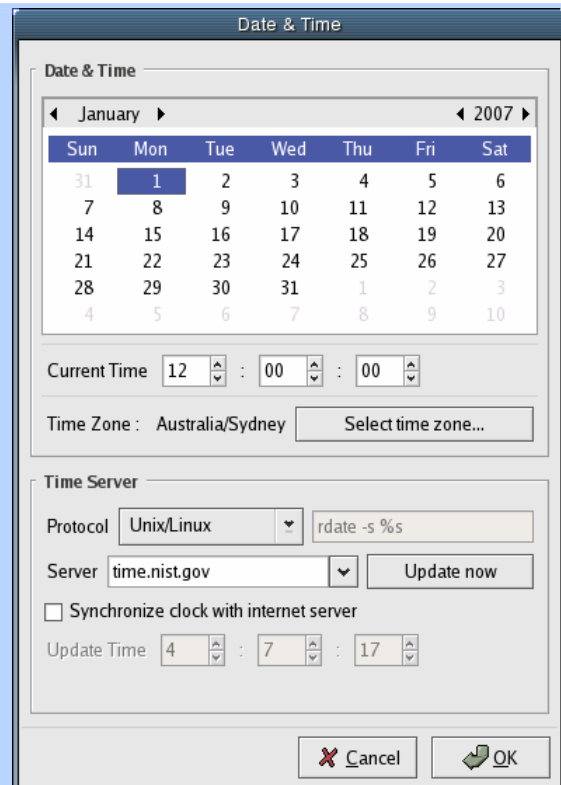 Date & Time
Date & Time
January 2007
Sun Mon Tue Wed Thu Fri Sat
31 1 2 3 4 5 6
7 8 9 10 11 12 13
14 15 16 17 18 19 20
21 22 23 24 25 26 27
28 29 30 31 1 2 3
4 5 6 7 8 9 10
Current Time 12 : 00 : 00
Time Zone : Australia/Sydney Select time zone...
Time Server
Protocol Unix/Linux rdate -s %s
Server time.nist.gov Update now
Synchronize clock with internet server
Update Time 4 : 7 : 17
Cancel OK